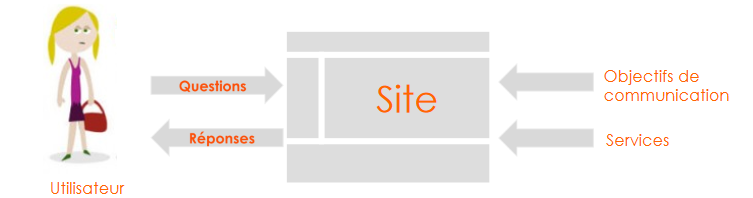 Utilisateur
Questions
Réponses
Site
Objectifs de
communication
Services